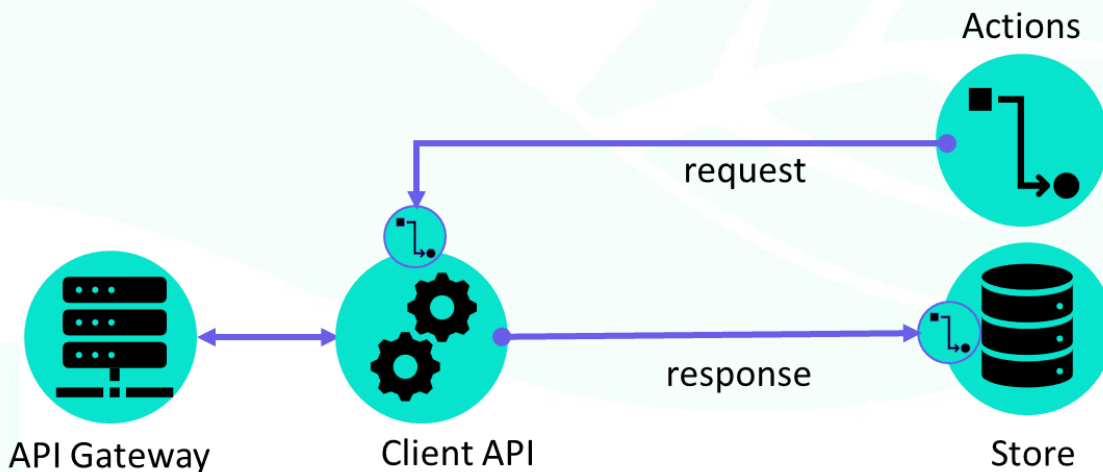 Actions
request
response
API Gateway
Client API
Store